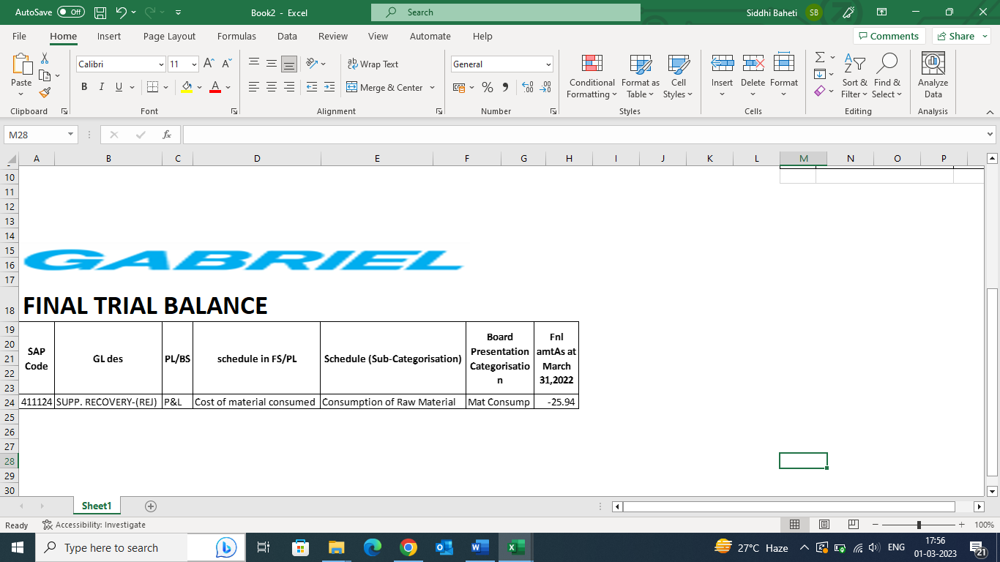 AutoSave Off Book2 - Excel Search Siddhi Baheti SB
File Home Insert Page Layout Formulas Data Review View Automate Help Comments Share
Paste Calibri 11 A A Wrap Text General Conditional Formatting Format as Table Cell Styles Insert Delete Format Sort & Filter Find & Select Analyze Data
B I U A Merge & Center % ,
Clipboard Font Alignment Number Styles Cells Editing Analysis
M28 fx
A B C D E F G H I J K L M N O P
10
11
12
13
14
15
16
17
GABRIEL
18 FINAL TRIAL BALANCE
19
20
21
22
23
SAP Code GL des PL/BS schedule in FS/PL Schedule (Sub-Categorisation) Board Presentation Categorisatio n Fnl amtAs at March 31,2022
24 411124 SUPP. RECOVERY-(REJ) P&L Cost of material consumed Consumption of Raw Material Mat Consump -25.94
25
26
27
28
29
30
Sheet1
Ready Accessibility: Investigate 100%
Type here to search 27°C Haze ENG 17:56
01-03-2023 21